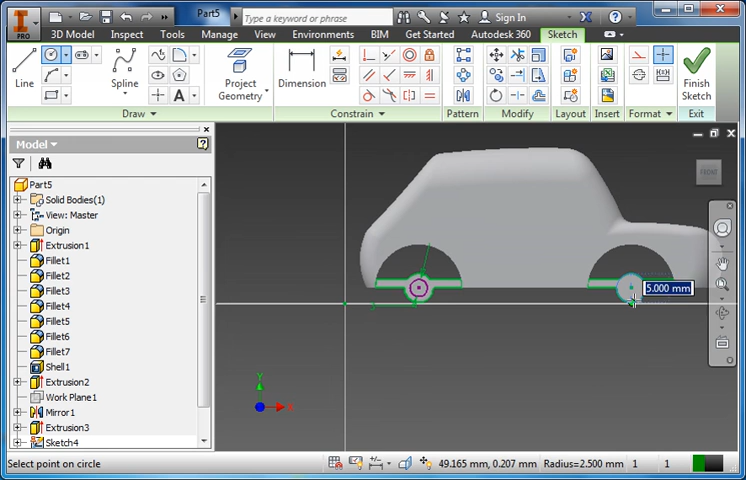 I PRO
Part5
Type a keyword or phrase
Sign In
3D Model Inspect Tools Manage View Environments BIM Get Started Autodesk 360 Sketch
Line Spline Project Geometry Dimension Finish Sketch
Draw Constrain Pattern Modify Layout Insert Format Exit
Model
Part5
Solid Bodies(1)
View: Master
Origin
Extrusion1
Fillet1
Fillet2
Fillet3
Fillet4
Fillet5
Fillet6
Fillet7
Shell1
Extrusion2
Work Plane1
Mirror1
Extrusion3
Sketch4
FRONT
5.000 mm
Y
X
Select point on circle
49.165 mm, 0.207 mm Radius=2.500 mm 1 1